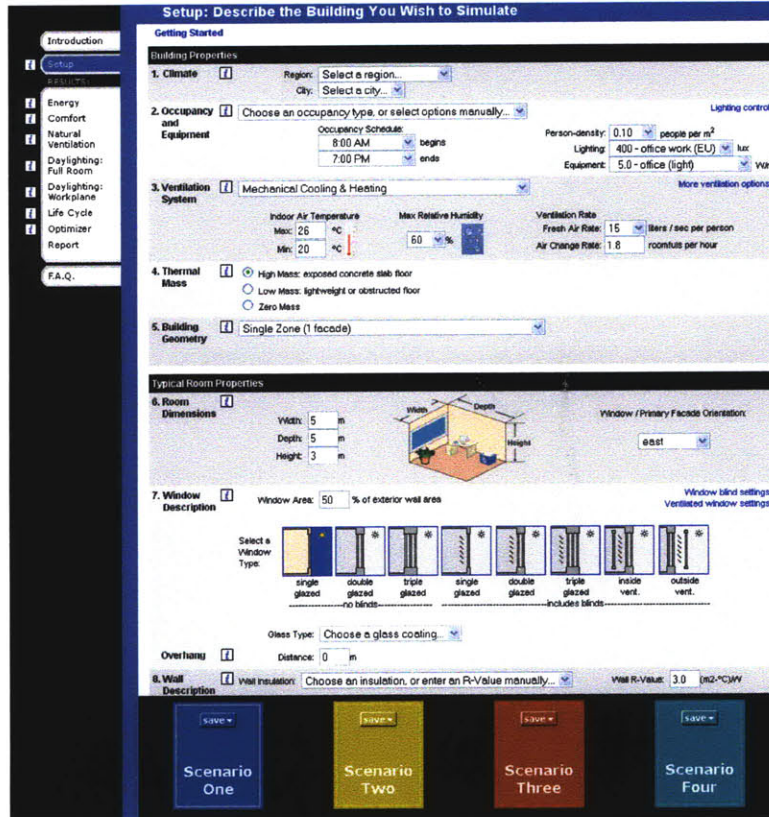 Setup: Describe the Building You Wish to Simulate
Introduction
Setup
RESULTS:
Energy
Comfort
Natural
Ventilation
Daylighting:
Full Room
Daylighting:
Workplane
Life Cycle
Optimizer
Report
F.A.Q.
Getting Started
Building Properties
1. Climate i Region: Select a region...
City: Select a city...
2. Occupancy i Choose an occupancy type, or select options manually... Lighting control
and
Equipment
Occupancy Schedule:
8:00 AM begins
7:00 PM ends
Person-density: 0.10 people per m²
Lighting: 400 - office work (EU) lux
Equipment: 5.0 - office (light)
3. Ventilation i Mechanical Cooling & Heating More ventilation options
System
Indoor Air Temperature Max Relative Humidity Ventilation Rate
Max: 26 °C 60 % Fresh Air Rate: 15 liters / sec per person
Min: 20 °C Air Change Rate: 1.8 roomfuls per hour
4. Thermal i High Mass: exposed concrete slab floor
Mass
Low Mass: lightweight or obstructed floor
Zero Mass
5. Building i Single Zone (1 facade)
Geometry
Typical Room Properties
6. Room i
Dimensions
Width: 5 m
Depth: 5 m
Height: 3 m
Width Depth
Height
Window / Primary Facade Orientation:
east
7. Window i Window Area: 50 % of exterior wall area Window blind settings
Description Ventilated window settings
Select a
Window
Type:
single double triple single double triple inside outside
glazed glazed glazed glazed glazed glazed vent. vent.
no blinds includes blinds
Glass Type: Choose a glass coating...
Overhang i Distance: 0 m
8. Wall i Wall Insulation: Choose an insulation, or enter an R-Value manually... Wall R-Value: 3.0 (m2-°C)/W
Description
save save save save
Scenario Scenario Scenario Scenario
One Two Three Four